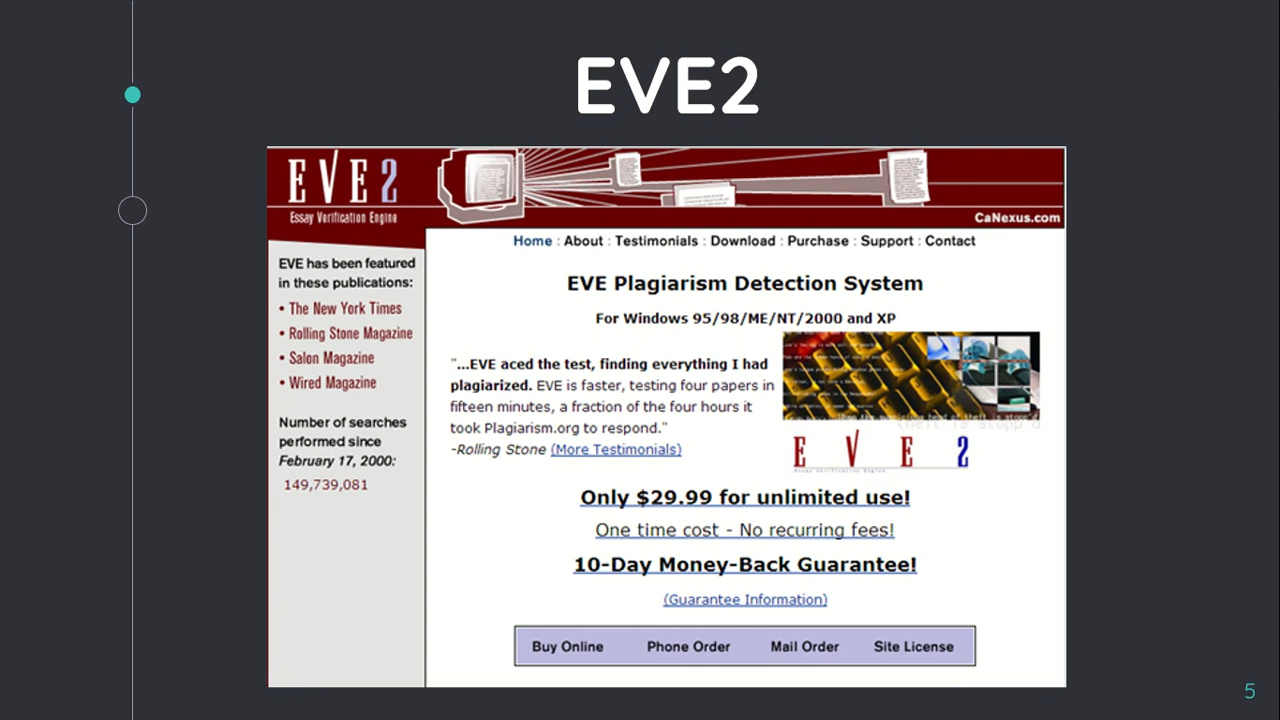 EVE2
EVE2
Essay Verification Engine
CaNexus.com
Home : About : Testimonials : Download : Purchase : Support : Contact
EVE has been featured
in these publications:
• The New York Times
• Rolling Stone Magazine
• Salon Magazine
• Wired Magazine
Number of searches
performed since
February 17, 2000:
149,739,081
EVE Plagiarism Detection System
For Windows 95/98/ME/NT/2000 and XP
"...EVE aced the test, finding everything I had
plagiarized. EVE is faster, testing four papers in
fifteen minutes, a fraction of the four hours it
took Plagiarism.org to respond."
-Rolling Stone (More Testimonials)
E V E 2
Essay Verification Engine
Only $29.99 for unlimited use!
One time cost - No recurring fees!
10-Day Money-Back Guarantee!
(Guarantee Information)
Buy Online Phone Order Mail Order Site License
5